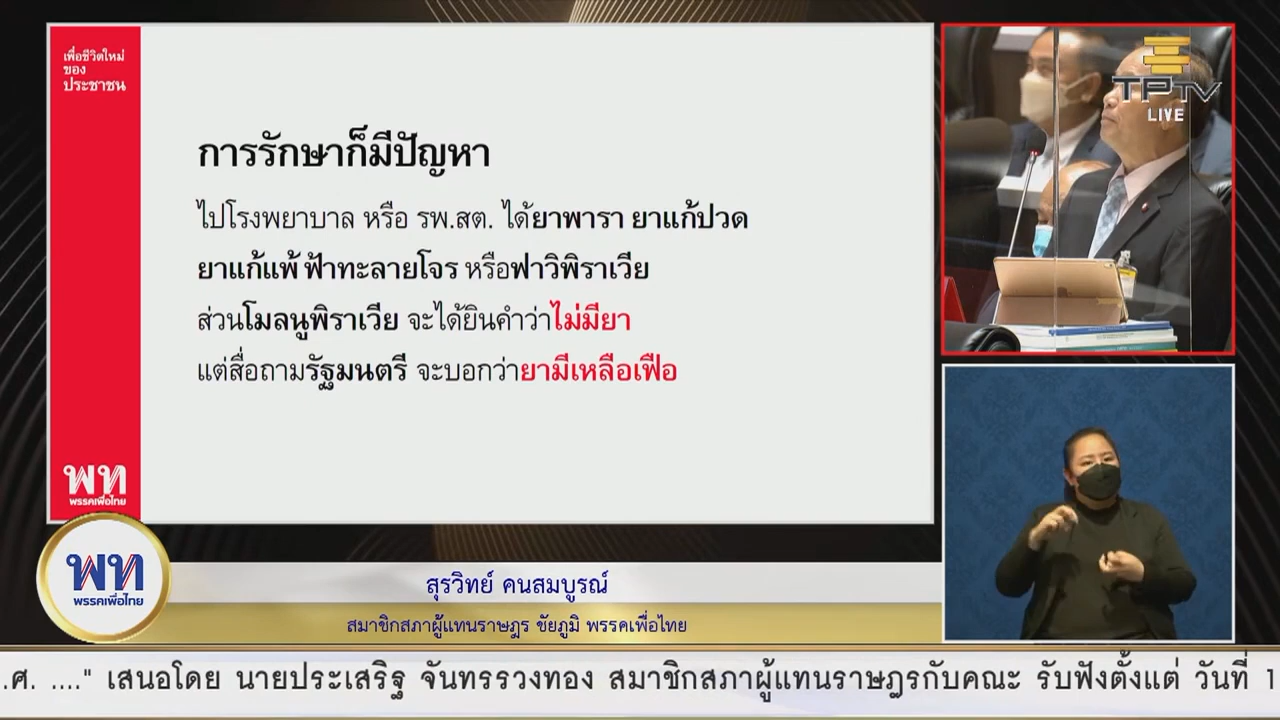 เพื่อชีวิตใหม่
ของ
ประชาชน
การรักษาก็มีปัญหา
ไปโรงพยาบาล หรือ รพ.สต. ได้ยาพารา ยาแก้ปวด
ยาแก้แพ้ ฟ้าทะลายโจร หรือฟาวิพิราเวีย
ส่วนโมลนูพิราเวีย จะได้ยินคำว่าไม่มียา
แต่สื่อถามรัฐมนตรี จะบอกว่ายามีเหลือเฟือ
พท
พรรคเพื่อไทย
TPTV
LIVE
พท
พรรคเพื่อไทย
สุรวิทย์ คนสมบูรณ์
สมาชิกสภาผู้แทนราษฎร ชัยภูมิ พรรคเพื่อไทย
.ศ. ...." เสนอโดย นายประเสริฐ จันทรรวงทอง สมาชิกสภาผู้แทนราษฎรกับคณะ รับฟังตั้งแต่ วันที่ 1